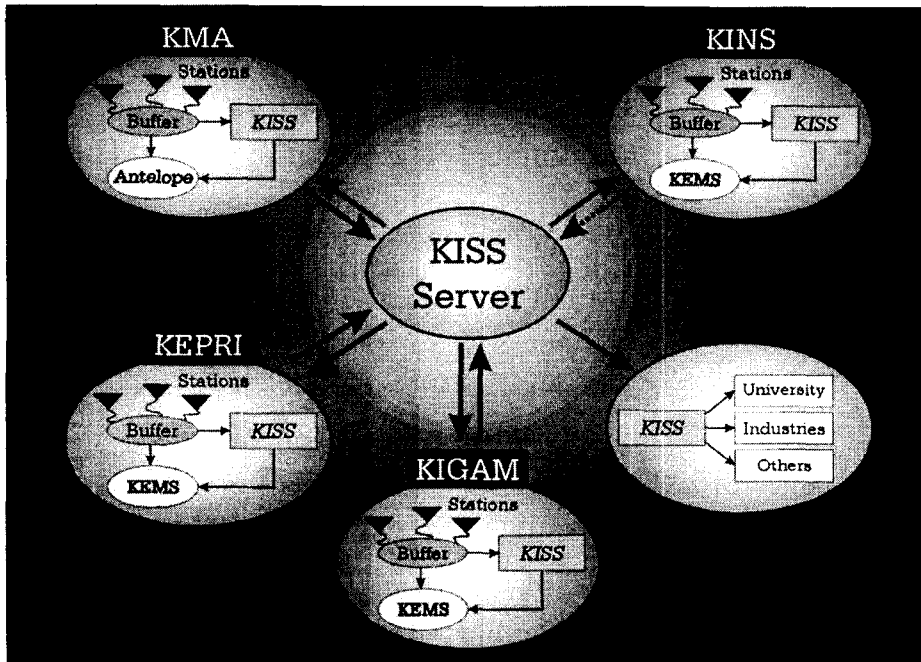 KMA
Stations
Buffer
KISS
Antelope
KINS
Stations
Buffer
KISS
KEMS
KISS
Server
KEPRI
Stations
Buffer
KISS
KKMS
KISS
University
Industries
Others
KIGAM
Stations
Buffer
KISS
KEMS